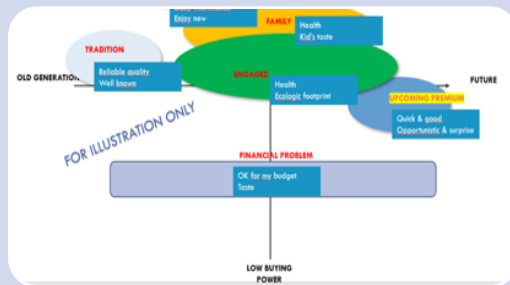 Enjoy new
FAMILY
Health
Kid's taste
TRADITION
Reliable quality
Well known
OLD GENERATION
ENGAGED
Health
Ecologic footprint
FUTURE
UPCOMING PREMIUM
Quick & good
Opportunistic & surprise
FOR ILLUSTRATION ONLY
FINANCIAL PROBLEM
OK for my budget
Taste
LOW BUYING
POWER